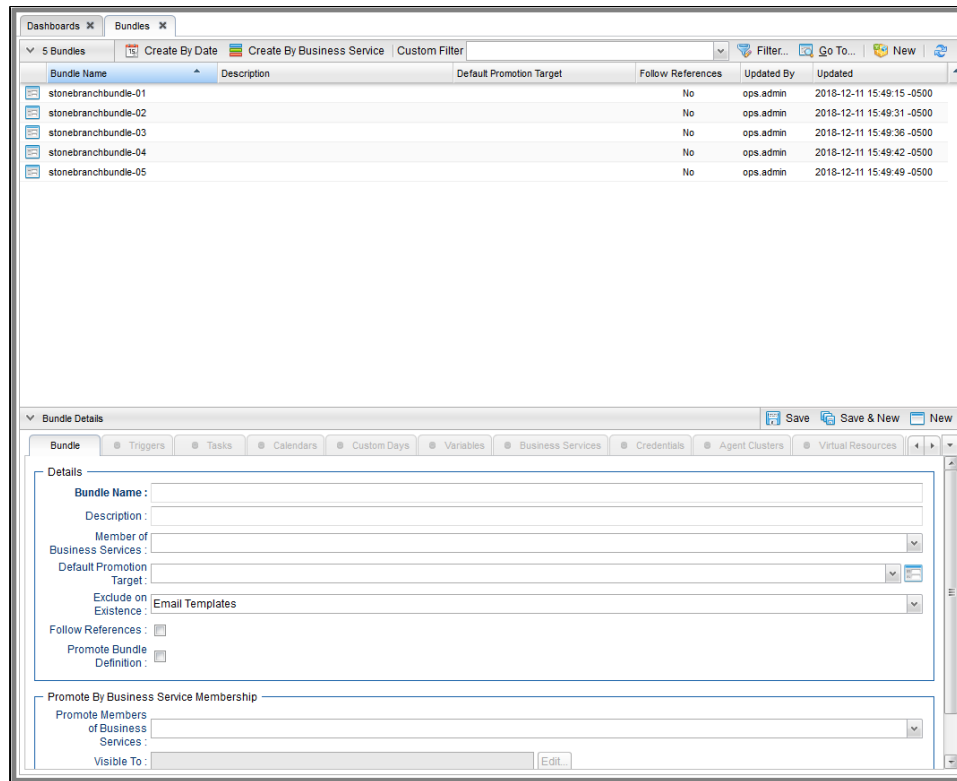 Dashboards Bundles
5 Bundles 15 Create By Date Create By Business Service Custom Filter Filter... Go To... New
Bundle Name Description Default Promotion Target Follow References Updated By Updated
stonebranchbundle-01 No ops.admin 2018-12-11 15:49:15 -0500
stonebranchbundle-02 No ops.admin 2018-12-11 15:49:31 -0500
stonebranchbundle-03 No ops.admin 2018-12-11 15:49:36 -0500
stonebranchbundle-04 No ops.admin 2018-12-11 15:49:42 -0500
stonebranchbundle-05 No ops.admin 2018-12-11 15:49:49 -0500
Bundle Details Save Save & New New
Bundle Triggers Tasks Calendars Custom Days Variables Business Services Credentials Agent Clusters Virtual Resources
Details
Bundle Name :
Description :
Member of
Business Services :
Default Promotion
Target :
Exclude on
Existence : Email Templates
Follow References :
Promote Bundle
Definition :
Promote By Business Service Membership
Promote Members
of Business
Services :
Visible To : Edit...